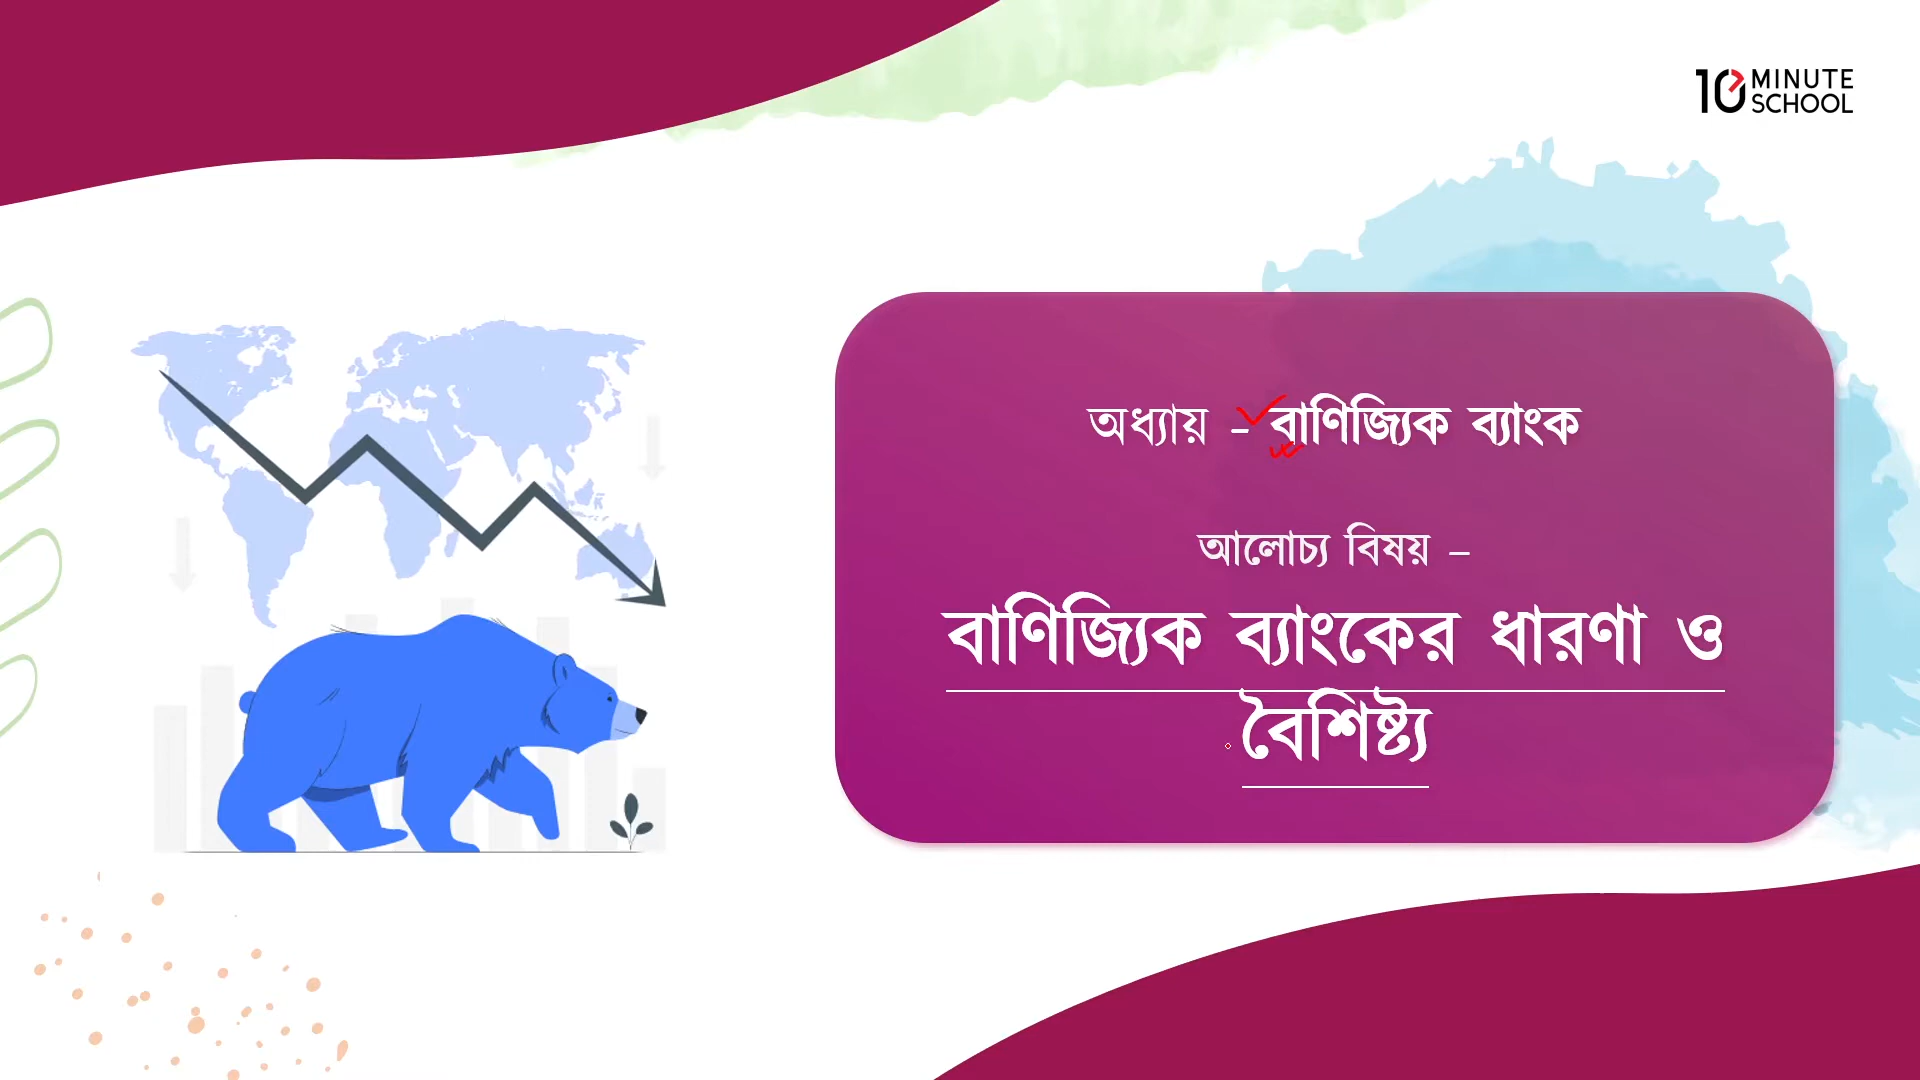 10 MINUTE
SCHOOL
অধ্যায় – বাণিজ্যিক ব্যাংক
আলোচ্য বিষয় –
বাণিজ্যিক ব্যাংকের ধারণা ও
বৈশিষ্ট্য